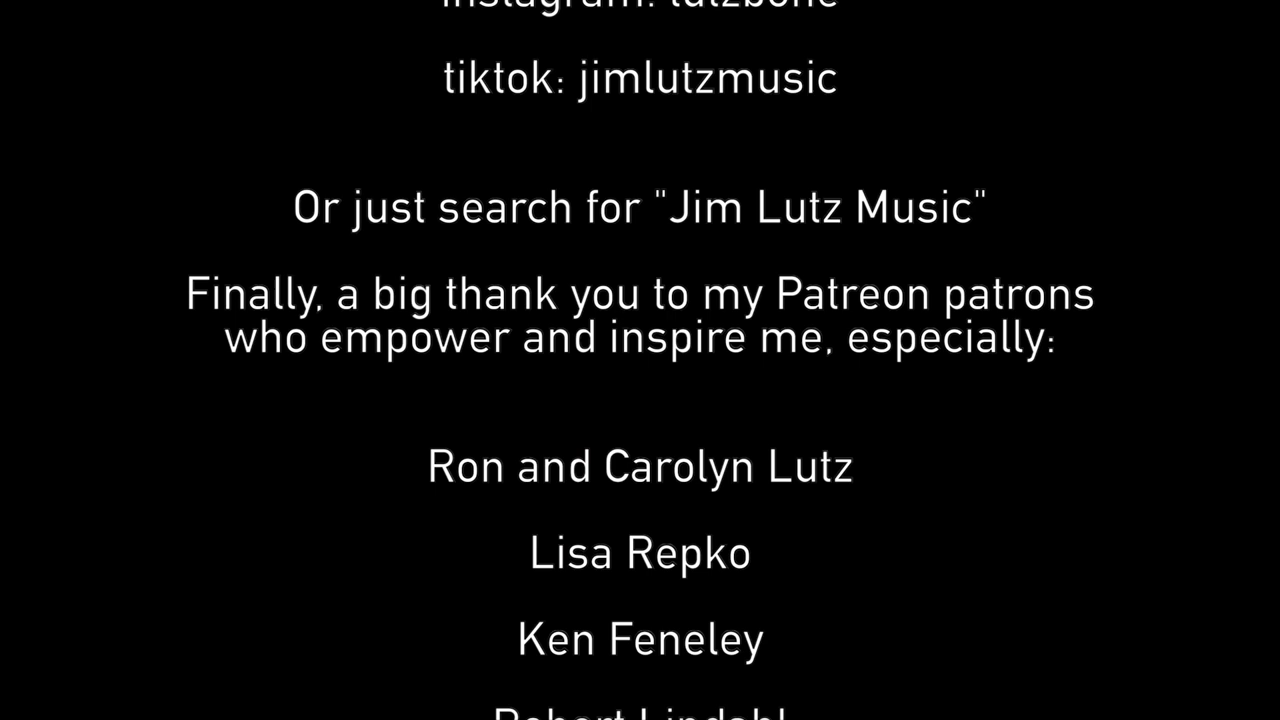 instagram: lutzbone
tiktok: jimlutzmusic
Or just search for "Jim Lutz Music"
Finally, a big thank you to my Patreon patrons
who empower and inspire me, especially:
Ron and Carolyn Lutz
Lisa Repko
Ken Feneley
Robert Lindahl